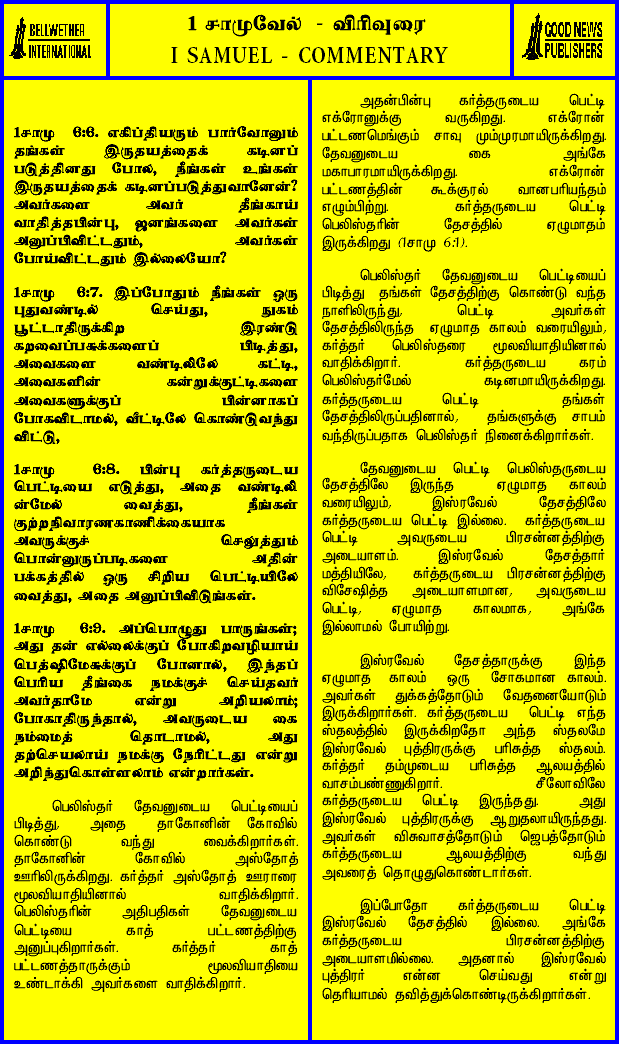 BELLWETHER
INTERNATIONAL
1 சாமுவேல் - விரிவுரை
I SAMUEL - COMMENTARY
GOOD NEWS
PUBLISHERS
1சாமு 6:6. எகிப்தியரும் பார்வோனும்
தங்கள் இருதயத்தைக் கடினப்
படுத்தினது போல, நீங்கள் உங்கள்
இருதயத்தைக் கடினப்படுத்துவானேன்?
அவர்களை அவர் தீங்காய்
வாதித்தபின்பு, ஜனங்களை அவர்கள்
அனுப்பிவிட்டதும், அவர்கள்
போய்விட்டதும் இல்லையோ?
1சாமு 6:7. இப்போதும் நீங்கள் ஒரு
புதுவண்டில் செய்து, நுகம்
பூட்டாதிருக்கிற இரண்டு
கறவைப்பசுக்களைப் பிடித்து,
அவைகளை வண்டிலிலே கட்டி,
அவைகளின் கன்றுக்குட்டிகளை
அவைகளுக்குப் பின்னாகப்
போகவிடாமல், வீட்டிலே கொண்டுவந்து
விட்டு,
1சாமு 6:8. பின்பு கர்த்தருடைய
பெட்டியை எடுத்து, அதை வண்டிலி
ன்மேல் வைத்து, நீங்கள்
குற்றநிவாரணகாணிக்கையாக
அவருக்குச் செலுத்தும்
பொன்னுருப்படிகளை அதின்
பக்கத்தில் ஒரு சிறிய பெட்டியிலே
வைத்து, அதை அனுப்பிவிடுங்கள்.
1சாமு 6:9. அப்பொழுது பாருங்கள்;
அது தன் எல்லைக்குப் போகிறவழியாய்
பெத்ஷிமேசுக்குப் போனால், இந்தப்
பெரிய தீங்கை நமக்குச் செய்தவர்
அவர்தாமே என்று அறியலாம்;
போகாதிருந்தால், அவருடைய கை
நம்மைத் தொடாமல், அது
தற்செயலாய் நமக்கு நேரிட்டது என்று
அறிந்துகொள்ளலாம் என்றார்கள்.
பெலிஸ்தர் தேவனுடைய பெட்டியைப்
பிடித்து, அதை தாகோனின் கோவில்
கொண்டு வந்து வைக்கிறார்கள்.
தாகோனின் கோவில் அஸ்தோத்
ஊரிலிருக்கிறது. கர்த்தர் அஸ்தோத் ஊராரை
மூலவியாதியினால் வாதிக்கிறார்.
பெலிஸ்தரின் அதிபதிகள் தேவனுடைய
பெட்டியை காத் பட்டணத்திற்கு
அனுப்புகிறார்கள். கர்த்தர் காத்
பட்டணத்தாருக்கும் மூலவியாதியை
உண்டாக்கி அவர்களை வாதிக்கிறார்.
அதன்பின்பு கர்த்தருடைய பெட்டி
எக்ரோனுக்கு வருகிறது. எக்ரோன்
பட்டணமெங்கும் சாவு மும்முரமாயிருக்கிறது.
தேவனுடைய கை அங்கே
மகாபாரமாயிருக்கிறது. எக்ரோன்
பட்டணத்தின் கூக்குரல் வானபரியந்தம்
எழும்பிற்று. கர்த்தருடைய பெட்டி
பெலிஸ்தரின் தேசத்தில் ஏழுமாதம்
இருக்கிறது (1சாமு 6:1).
பெலிஸ்தர் தேவனுடைய பெட்டியைப்
பிடித்து தங்கள் தேசத்திற்கு கொண்டு வந்த
நாளிலிருந்து, பெட்டி அவர்கள்
தேசத்திலிருந்த ஏழுமாத காலம் வரையிலும்,
கர்த்தர் பெலிஸ்தரை மூலவியாதியினால்
வாதிக்கிறார். கர்த்தருடைய கரம்
பெலிஸ்தர்மேல் கடினமாயிருக்கிறது.
கர்த்தருடைய பெட்டி தங்கள்
தேசத்திலிருப்பதினால், தங்களுக்கு சாபம்
வந்திருப்பதாக பெலிஸ்தர் நினைக்கிறார்கள்.
தேவனுடைய பெட்டி பெலிஸ்தருடைய
தேசத்திலே இருந்த ஏழுமாத காலம்
வரையிலும், இஸ்ரவேல் தேசத்திலே
கர்த்தருடைய பெட்டி இல்லை. கர்த்தருடைய
பெட்டி அவருடைய பிரசன்னத்திற்கு
அடையாளம். இஸ்ரவேல் தேசத்தார்
மத்தியிலே, கர்த்தருடைய பிரசன்னத்திற்கு
விசேஷித்த அடையாளமான, அவருடைய
பெட்டி, ஏழுமாத காலமாக, அங்கே
இல்லாமல் போயிற்று.
இஸ்ரவேல் தேசத்தாருக்கு இந்த
ஏழுமாத காலம் ஒரு சோகமான காலம்.
அவர்கள் துக்கத்தோடும் வேதனையோடும்
இருக்கிறார்கள். கர்த்தருடைய பெட்டி எந்த
ஸ்தலத்தில் இருக்கிறதோ அந்த ஸ்தலமே
இஸ்ரவேல் புத்திரருக்கு பரிசுத்த ஸ்தலம்.
கர்த்தர் தம்முடைய பரிசுத்த ஆலயத்தில்
வாசம்பண்ணுகிறார். சீலோவிலே
கர்த்தருடைய பெட்டி இருந்தது. அது
இஸ்ரவேல் புத்திரருக்கு ஆறுதலாயிருந்தது.
அவர்கள் விசுவாசத்தோடும் ஜெபத்தோடும்
கர்த்தருடைய ஆலயத்திற்கு வந்து
அவரைத் தொழுதுகொண்டார்கள்.
இப்போதோ கர்த்தருடைய பெட்டி
இஸ்ரவேல் தேசத்தில் இல்லை. அங்கே
கர்த்தருடைய பிரசன்னத்திற்கு
அடையாளமில்லை. அதனால் இஸ்ரவேல்
புத்திரர் என்ன செய்வது என்று
தெரியாமல் தவித்துக்கொண்டிருக்கிறார்கள்.